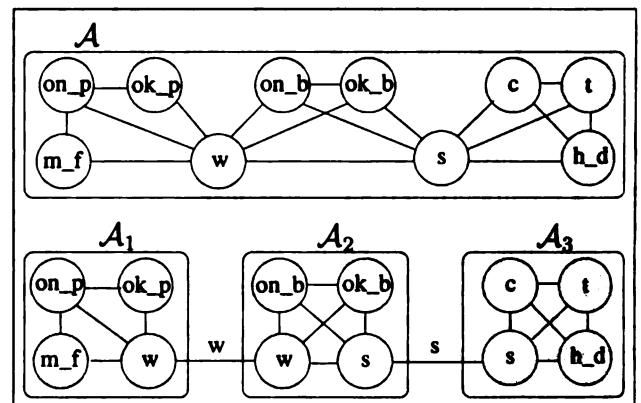 A
on_p ok_p on_b ok_b c t
m_f w s h_d
A1 A2 A3
on_p ok_p on_b ok_b c t
w s
m_f w w s s h_d